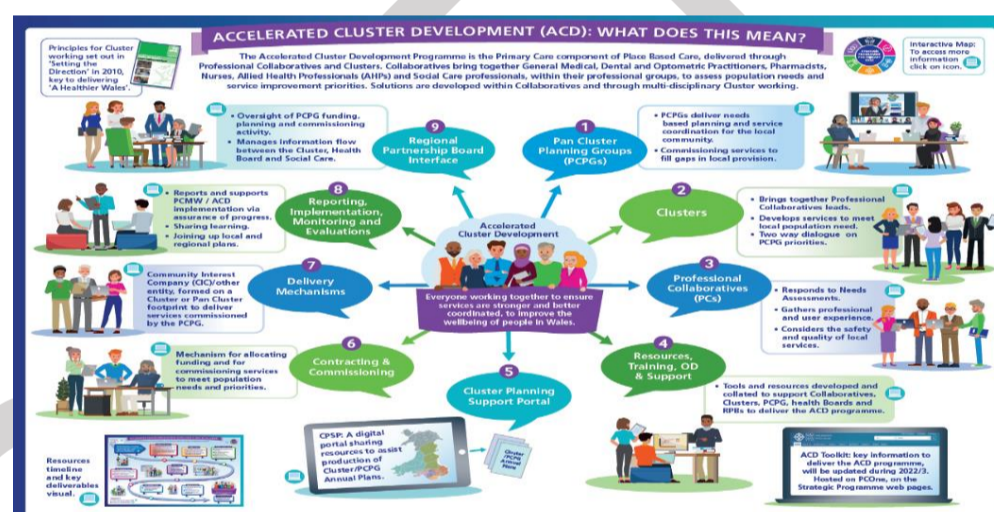 ACCELERATED CLUSTER DEVELOPMENT (ACD): WHAT DOES THIS MEAN?
Principles for Cluster
working set out in
'Setting the
Direction' in 2010,
key to delivering
'A Healthier Wales'.
The Accelerated Cluster Development Programme is the Primary Care component of Place Based Care, delivered through
Professional Collaboratives and Clusters. Collaboratives bring together General Medical, Dental and Optometric Practitioners, Pharmacists,
Nurses, Allied Health Professionals (AHPs) and Social Care professionals, within their professional groups, to assess population needs and
service improvement priorities. Solutions are developed within Collaboratives and through multi-disciplinary Cluster working.
Interactive Map:
To access more
information
click on icon.
Accelerated
Cluster Development
Everyone working together to ensure
services are stronger and better
coordinated, to improve the
wellbeing of people in Wales.
1
Pan Cluster
Planning Groups
(PCPGs)
• PCPGs deliver needs
based planning and service
coordination for the local
community.
• Commissioning services to
fill gaps in local provision.
2
Clusters
• Brings together Professional
Collaboratives leads.
• Develops services to meet
local population need.
• Two way dialogue on
PCPG priorities.
3
Professional
Collaboratives
(PCs)
• Responds to Needs
Assessments.
• Gathers professional
and user experience.
• Considers the safety
and quality of local
services.
4
Resources,
Training, OD
& Support
• Tools and resources developed and
collated to support Collaboratives,
Clusters, PCPG, health Boards and
RPBs to deliver the ACD programme.
ACD Toolkit: key information to
deliver the ACD programme,
will be updated during 2022/3.
Hosted on PCOne, on the
Strategic Programme web pages.
5
Cluster Planning
Support Portal
CPSP: A digital
portal sharing
resources to assist
production of
Cluster/PCPG
Annual Plans.
Cluster
/PCPG
Annual
Plans
6
Contracting &
Commissioning
Mechanism for allocating
funding and for
commissioning services
to meet population
needs and priorities.
7
Delivery
Mechanisms
Community Interest
Company (CIC)/other
entity, formed on a
Cluster or Pan Cluster
footprint to deliver
services commissioned
by the PCPG.
8
Reporting,
Implementation,
Monitoring and
Evaluations
• Reports and supports
PCMW / ACD
implementation via
assurance of progress.
• Sharing learning.
• Joining up local and
regional plans.
9
Regional
Partnership Board
Interface
• Oversight of PCPG funding,
planning and commissioning
activity.
• Manages information flow
between the Cluster, Health
Board and Social Care.
Resources
timeline
and key
deliverables
visual.